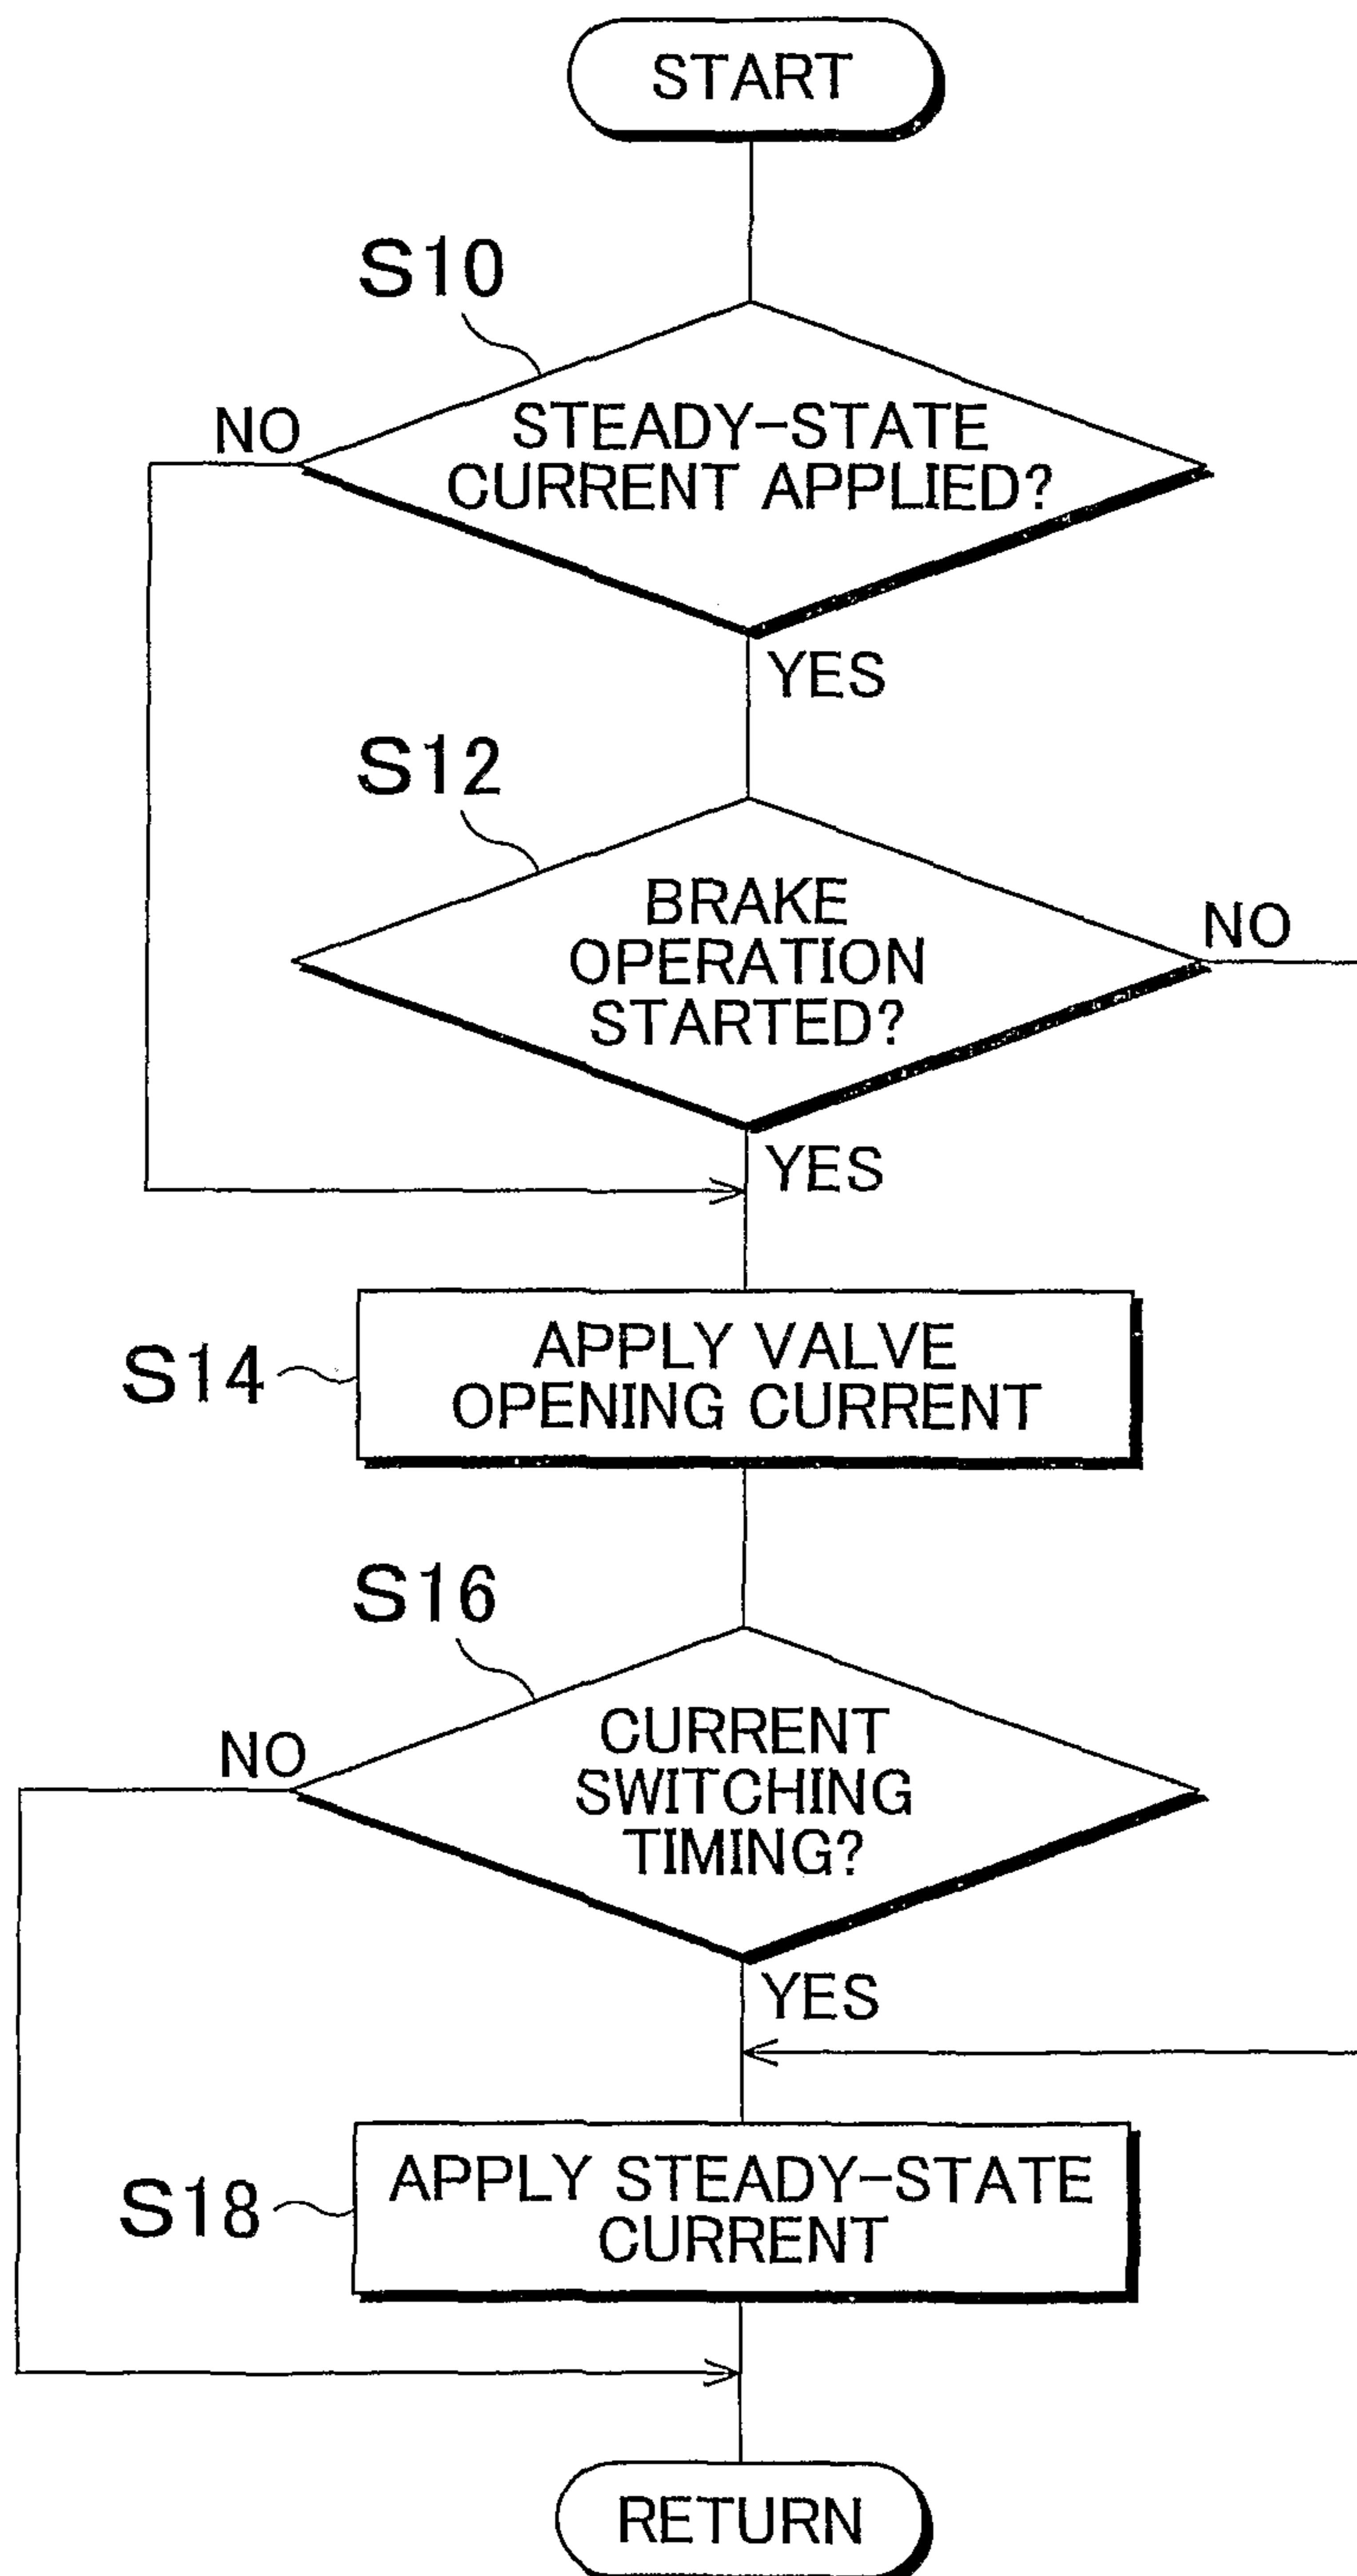 START
S10
NO
STEADY-STATE
CURRENT APPLIED?
YES
S12
BRAKE
OPERATION
STARTED?
NO
YES
S14
APPLY VALVE
OPENING CURRENT
S16
NO
CURRENT
SWITCHING
TIMING?
YES
S18
APPLY STEADY-STATE
CURRENT
RETURN